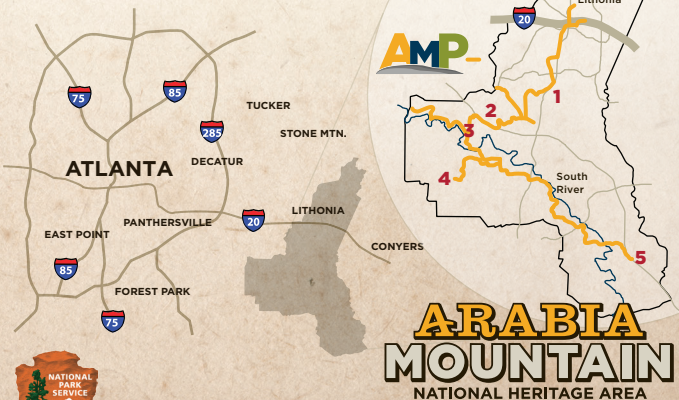 Lithonia
20
AMP
75
85
1
TUCKER
2
285
3
STONE MTN.
DECATUR
ATLANTA
4
South
River
LITHONIA
20
PANTHERSVILLE
EAST POINT
CONYERS
5
85
FOREST PARK
75
ARABIA
MOUNTAIN
NATIONAL HERITAGE AREA
NATIONAL
PARK
SERVICE